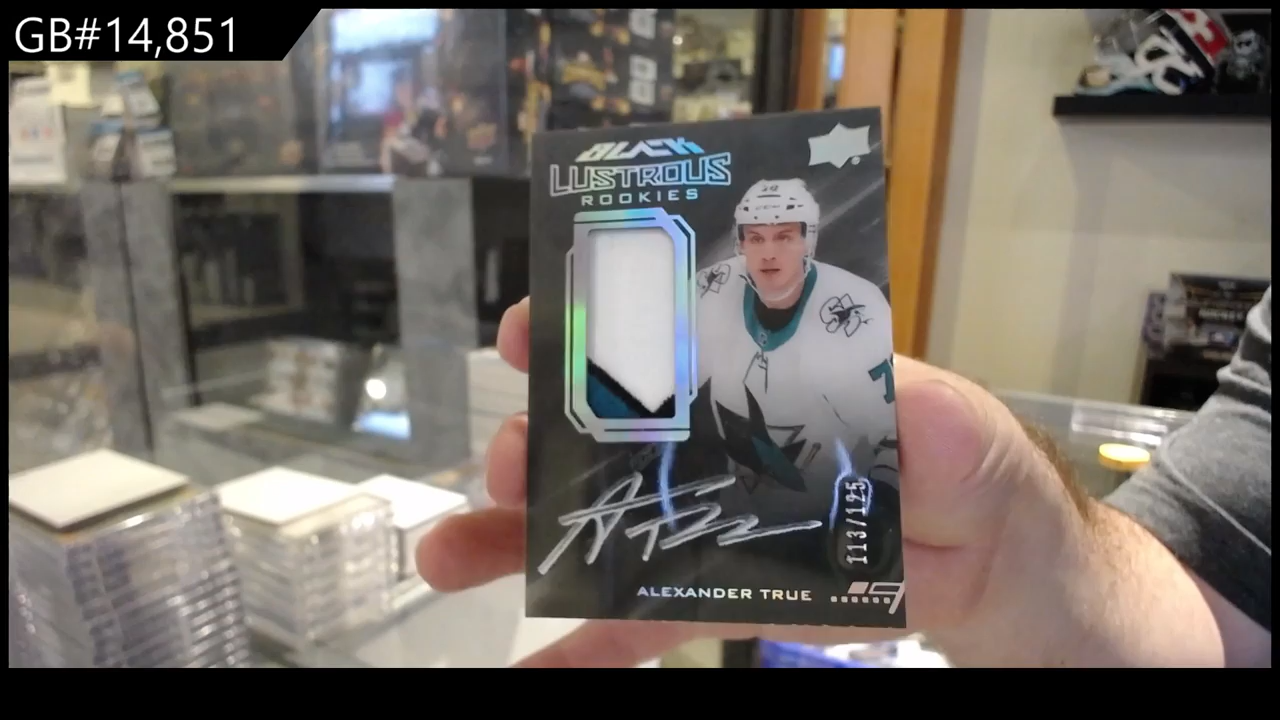 GB#14,851
BLACK
LUSTROUS
ROOKIES
113/125
ALEXANDER TRUE